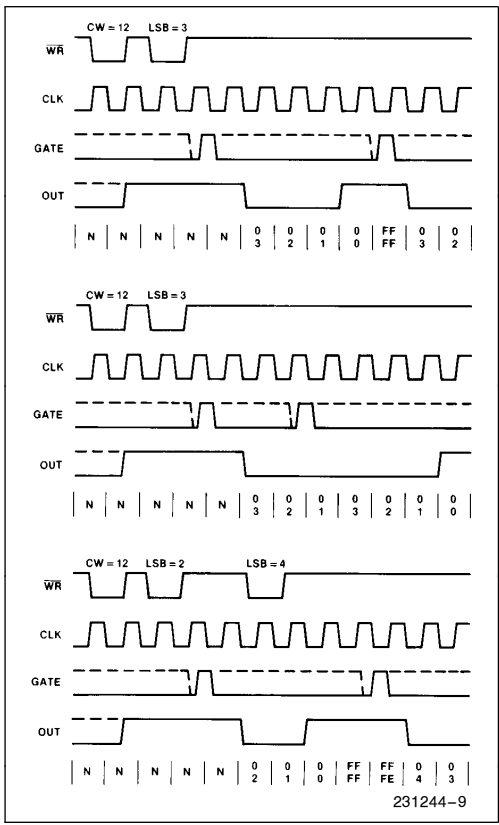 CW = 12 LSB = 3
WR
CLK
GATE
OUT
N N N N N 0 0 0 0 FF 0 0
3 2 1 0 FF 3 2
CW = 12 LSB = 3
WR
CLK
GATE
OUT
N N N N N 0 0 0 0 0 0 0
3 2 1 3 2 1 0
CW = 12 LSB = 2 LSB = 4
WR
CLK
GATE
OUT
N N N N N 0 0 0 FF FF 0 0
2 1 0 FF FE 4 3
231244–9